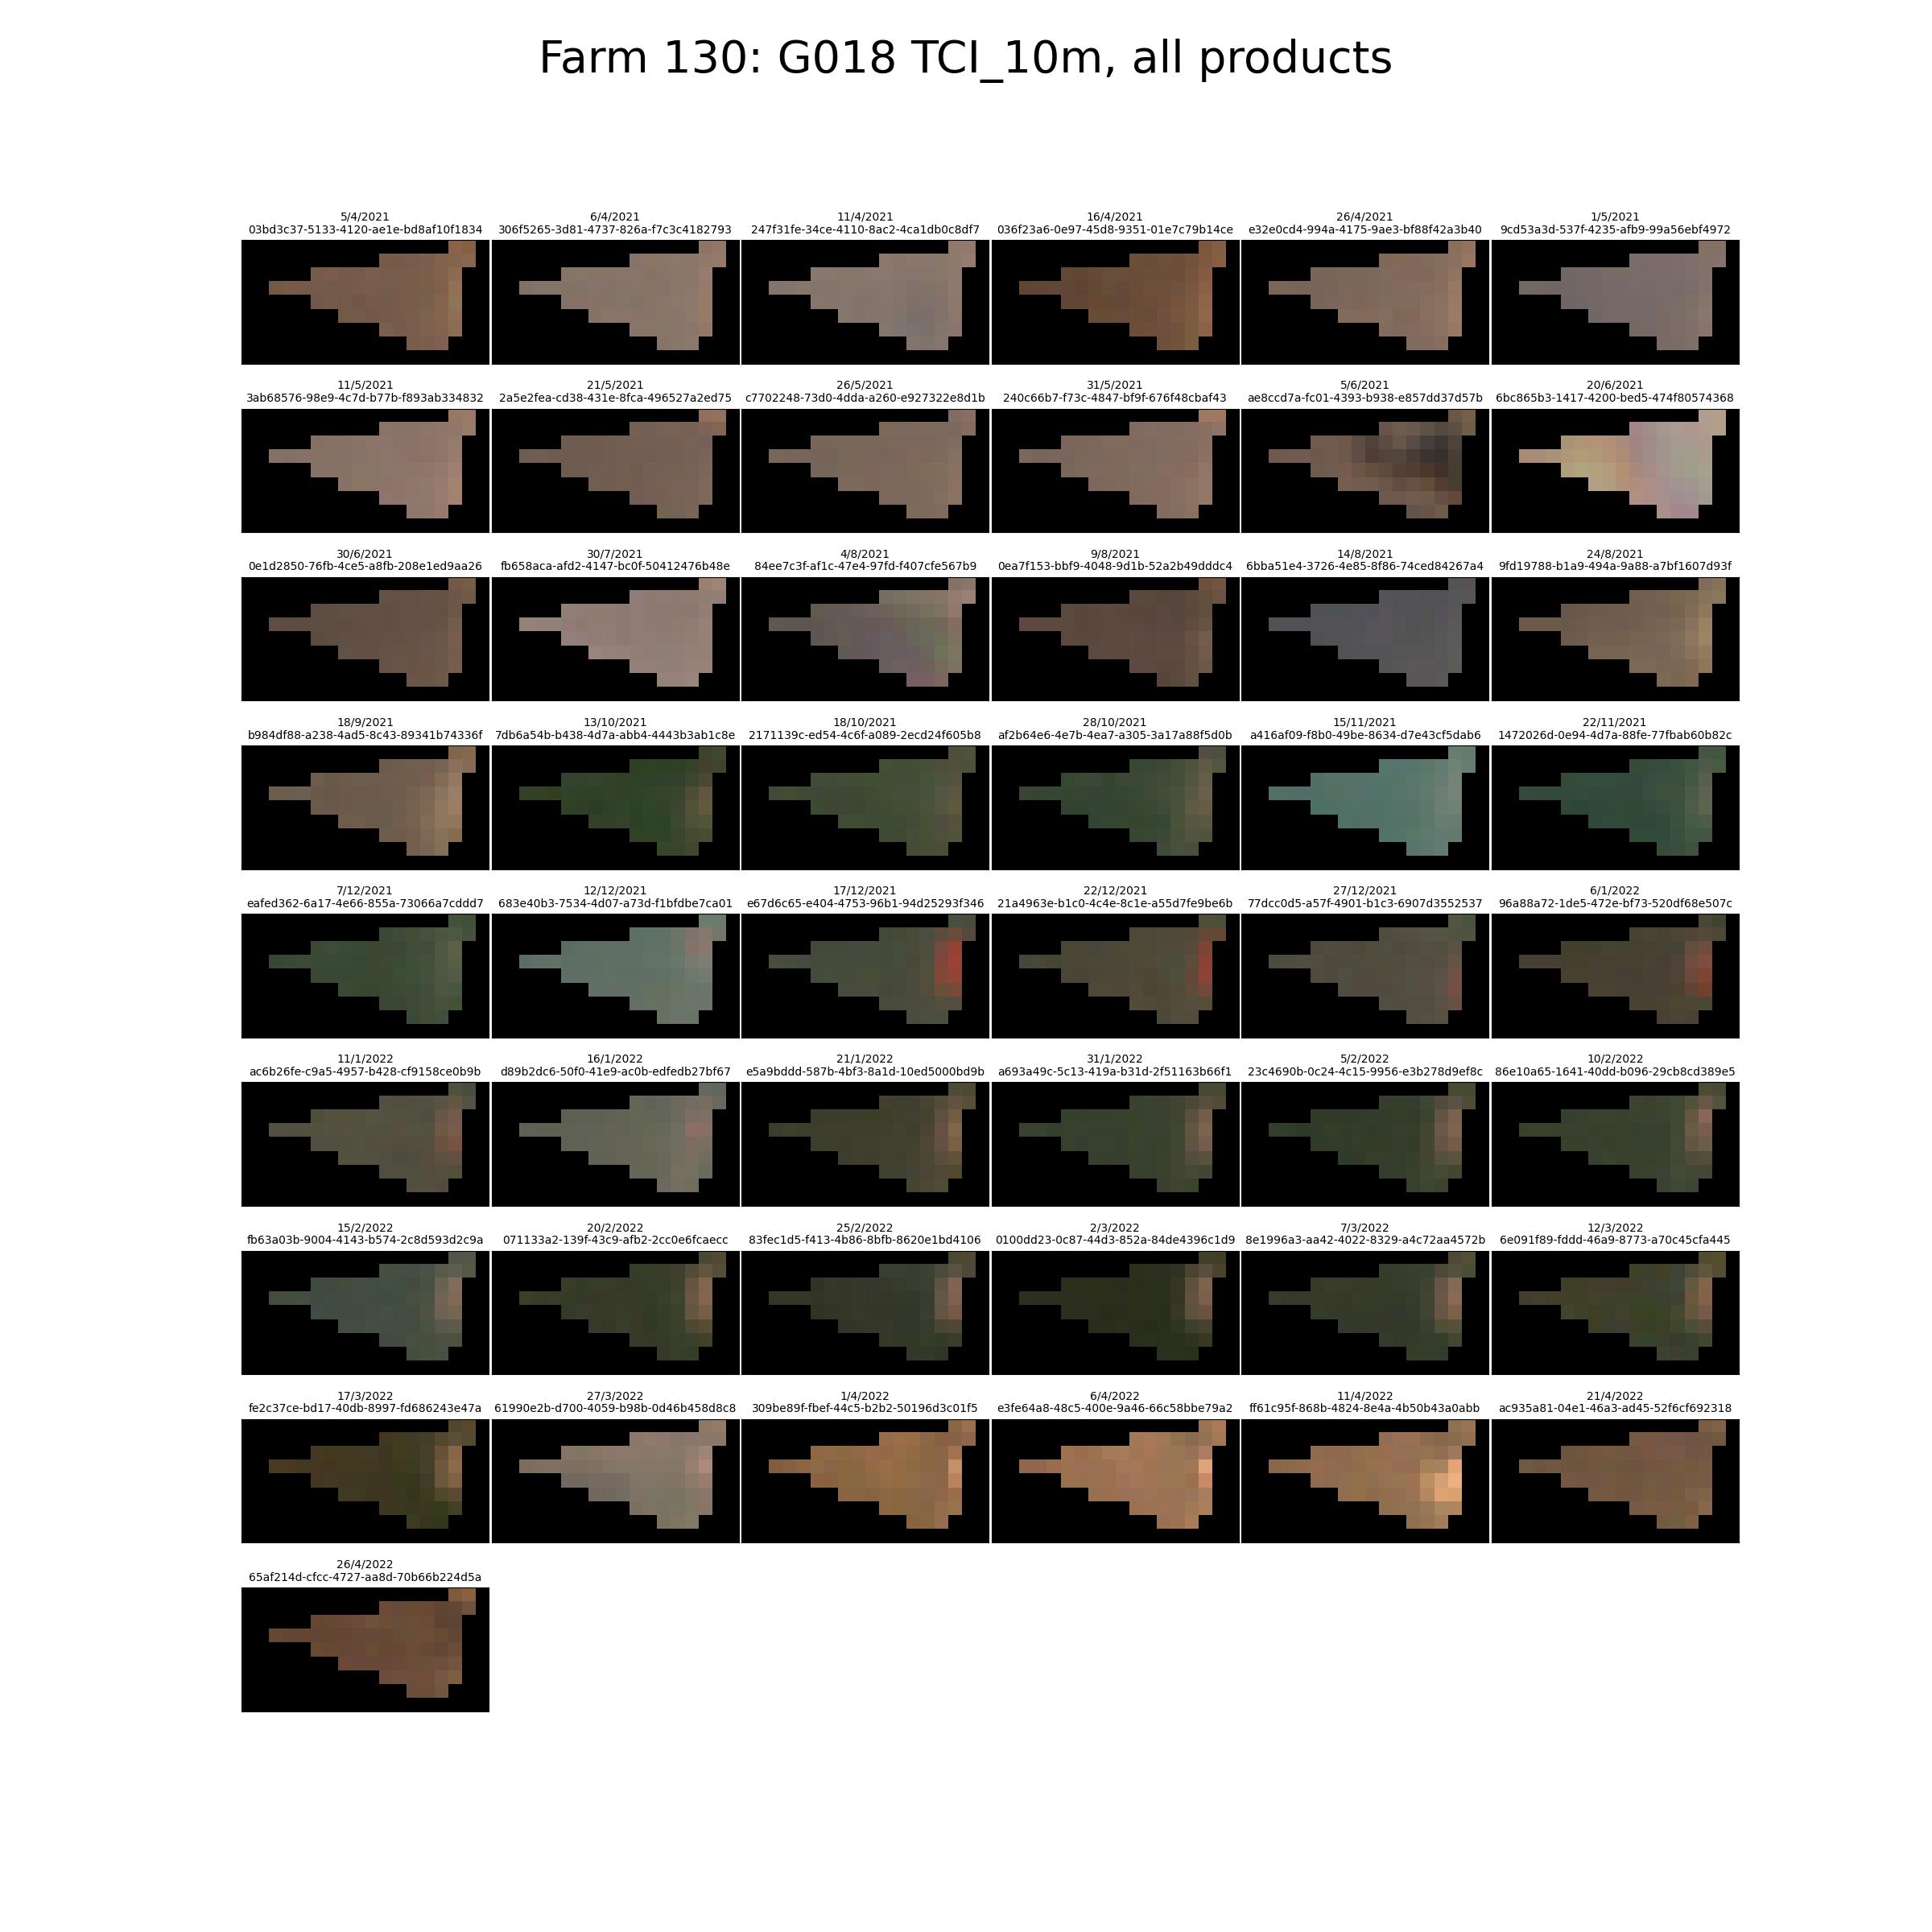 Farm 130: G018 TCI_10m, all products
5/4/2021
03bd3c37-5133-4120-ae1e-bd8af10f1834
6/4/2021
306f5265-3d81-4737-826a-f7c3c4182793
11/4/2021
247f31fe-34ce-4110-8ac2-4ca1db0c8df7
16/4/2021
036f23a6-0e97-45d8-9351-01e7c79b14ce
26/4/2021
e32e0cd4-994a-4175-9ae3-bf88f42a3b40
1/5/2021
9cd53a3d-537f-4235-afb9-99a56ebf4972
11/5/2021
3ab68576-98e9-4c7d-b77b-f893ab334832
21/5/2021
2a5e2fea-cd38-431e-8fca-496527a2ed75
26/5/2021
c7702248-73d0-4dda-a260-e927322e8d1b
31/5/2021
240c66b7-f73c-4847-bf9f-676f48cbaf43
5/6/2021
ae8ccd7a-fc01-4393-b938-e857dd37d57b
20/6/2021
6bc865b3-1417-4200-bed5-474f80574368
30/6/2021
0e1d2850-76fb-4ce5-a8fb-208e1ed9aa26
30/7/2021
fb658aca-afd2-4147-bc0f-50412476b48e
4/8/2021
84ee7c3f-af1c-47e4-97fd-f407cfe567b9
9/8/2021
0ea7f153-bbf9-4048-9d1b-52a2b49dddc4
14/8/2021
6bba51e4-3726-4e85-8f86-74ced84267a4
24/8/2021
9fd19788-b1a9-494a-9a88-a7bf1607d93f
18/9/2021
b984df88-a238-4ad5-8c43-89341b74336f
13/10/2021
7db6a54b-b438-4d7a-abb4-4443b3ab1c8e
18/10/2021
2171139c-ed54-4c6f-a089-2ecd24f605b8
28/10/2021
af2b64e6-4e7b-4ea7-a305-3a17a88f5d0b
15/11/2021
a416af09-f8b0-49be-8634-d7e43cf5dab6
22/11/2021
1472026d-0e94-4d7a-88fe-77fbab60b82c
7/12/2021
eafed362-6a17-4e66-855a-73066a7cddd7
12/12/2021
683e40b3-7534-4d07-a73d-f1bfdbe7ca01
17/12/2021
e67d6c65-e404-4753-96b1-94d25293f346
22/12/2021
21a4963e-b1c0-4c4e-8c1e-a55d7fe9be6b
27/12/2021
77dcc0d5-a57f-4901-b1c3-6907d3552537
6/1/2022
96a88a72-1de5-472e-bf73-520df68e507c
11/1/2022
ac6b26fe-c9a5-4957-b428-cf9158ce0b9b
16/1/2022
d89b2dc6-50f0-41e9-ac0b-edfedb27bf67
21/1/2022
e5a9bddd-587b-4bf3-8a1d-10ed5000bd9b
31/1/2022
a693a49c-5c13-419a-b31d-2f51163b66f1
5/2/2022
23c4690b-0c24-4c15-9956-e3b278d9ef8c
10/2/2022
86e10a65-1641-40dd-b096-29cb8cd389e5
15/2/2022
fb63a03b-9004-4143-b574-2c8d593d2c9a
20/2/2022
071133a2-139f-43c9-afb2-2cc0e6fcaecc
25/2/2022
83fec1d5-f413-4b86-8bfb-8620e1bd4106
2/3/2022
0100dd23-0c87-44d3-852a-84de4396c1d9
7/3/2022
8e1996a3-aa42-4022-8329-a4c72aa4572b
12/3/2022
6e091f89-fddd-46a9-8773-a70c45cfa445
17/3/2022
fe2c37ce-bd17-40db-8997-fd686243e47a
27/3/2022
61990e2b-d700-4059-b98b-0d46b458d8c8
1/4/2022
309be89f-fbef-44c5-b2b2-50196d3c01f5
6/4/2022
e3fe64a8-48c5-400e-9a46-66c58bbe79a2
11/4/2022
ff61c95f-868b-4824-8e4a-4b50b43a0abb
21/4/2022
ac935a81-04e1-46a3-ad45-52f6cf692318
26/4/2022
65af214d-cfcc-4727-aa8d-70b66b224d5a